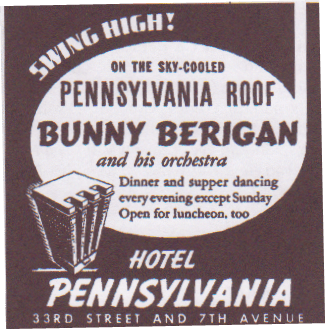 SWING HIGH!
ON THE SKY-COOLED
PENNSYLVANIA ROOF
BUNNY BERIGAN
and his orchestra
Dinner and supper dancing
every evening except Sunday
Open for luncheon, too
HOTEL
PENNSYLVANIA
33RD STREET AND 7TH AVENUE